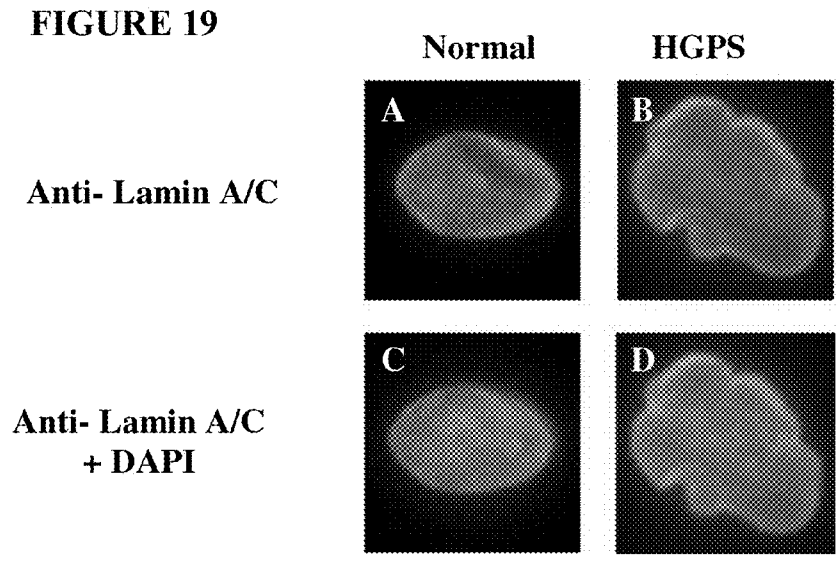 FIGURE 19
Normal HGPS
Anti- Lamin A/C
A B
Anti- Lamin A/C
+ DAPI
C D